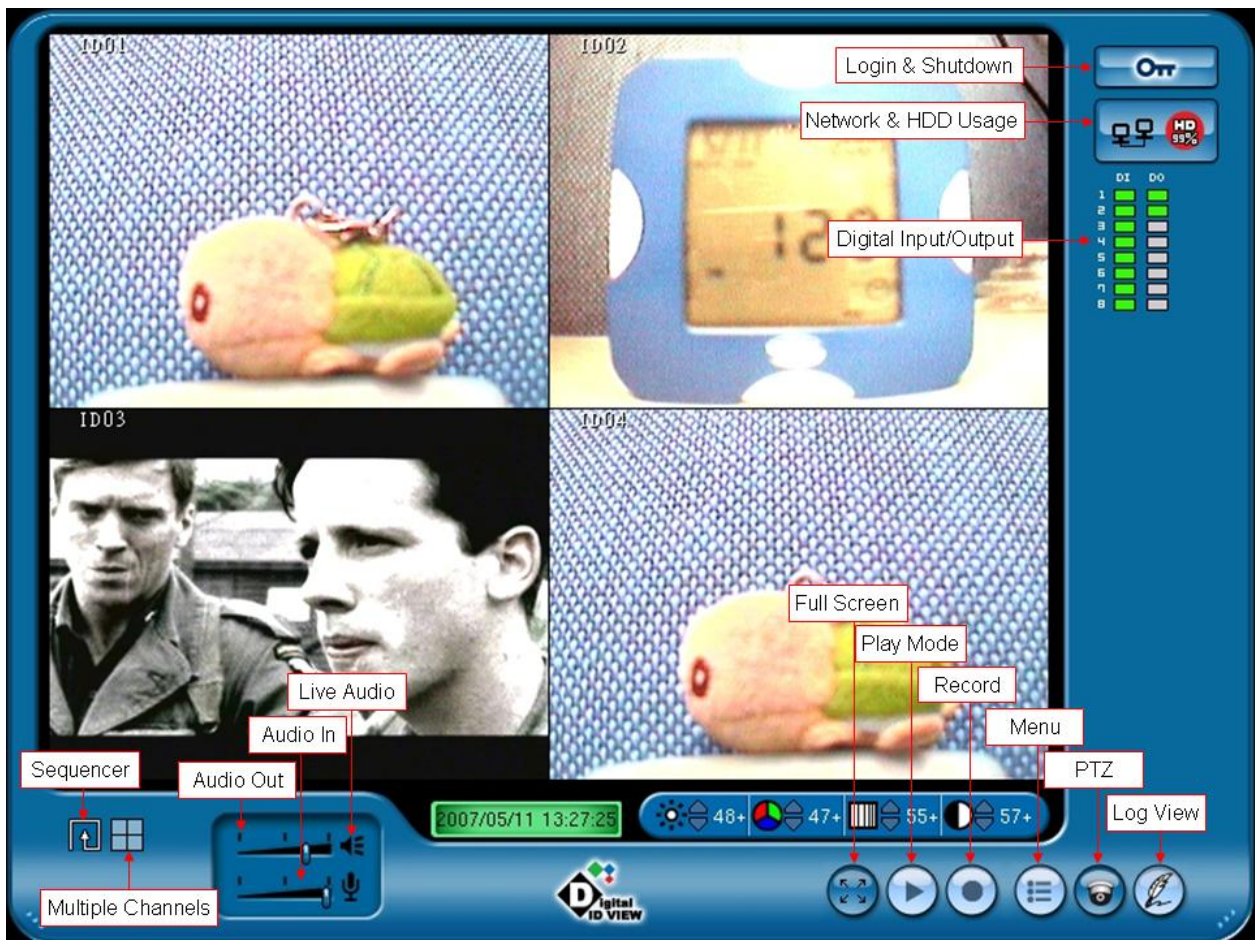 ID01
ID02
Login & Shutdown
Network & HDD Usage
HD
99%
DI DO
1
2
3
4
5
6
7
8
Digital Input/Output
ID03
ID04
Full Screen
Play Mode
Record
Menu
PTZ
Log View
Live Audio
Audio In
Audio Out
Sequencer
Multiple Channels
2007/05/11 13:27:25
48+
47+
55+
57+
Digital
ID VIEW